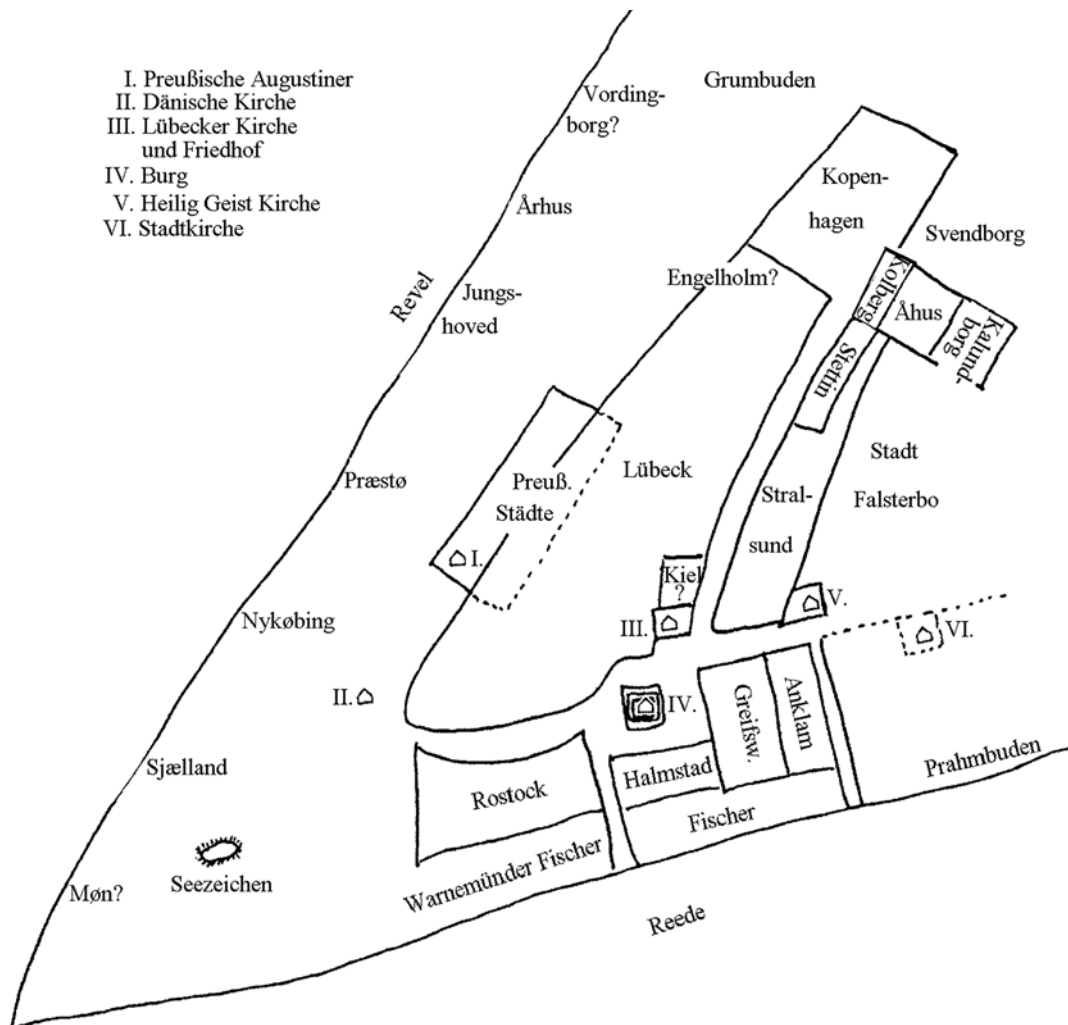 I. Preußische Augustiner
II. Dänische Kirche
III. Lübecker Kirche
und Friedhof
IV. Burg
V. Heilig Geist Kirche
VI. Stadtkirche
Grumbuden
Vording-
borg?
Kopen-
hagen
Århus
Svendborg
Engelholm?
Revel
Jungs-
hoved
Kolberg
Åhus
Kalund-
borg
Stettin
Præstø
Preuß.
Städte
Lübeck
Stadt
Falsterbo
Stral-
sund
I.
Kiel
?
Nykøbing
III.
V.
VI.
II.
IV.
Greifsw.
Anklam
Sjælland
Rostock
Halmstad
Prahmbuden
Fischer
Warnemünder Fischer
Møn?
Seezeichen
Reede